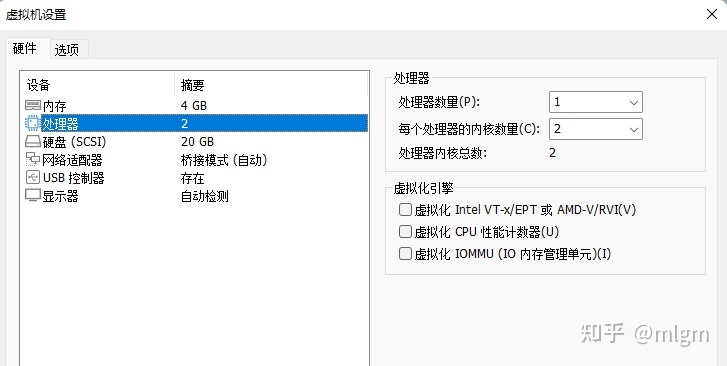 虚拟机设置
硬件 选项
设备 摘要
内存 4 GB
处理器 2
硬盘 (SCSI) 20 GB
网络适配器 桥接模式 (自动)
USB 控制器 存在
显示器 自动检测
处理器
处理器数量(P): 1
每个处理器的内核数量(C): 2
处理器内核总数: 2
虚拟化引擎
虚拟化 Intel VT-x/EPT 或 AMD-V/RVI(V)
虚拟化 CPU 性能计数器(U)
虚拟化 IOMMU (IO 内存管理单元)(I)
知乎 @mlgm